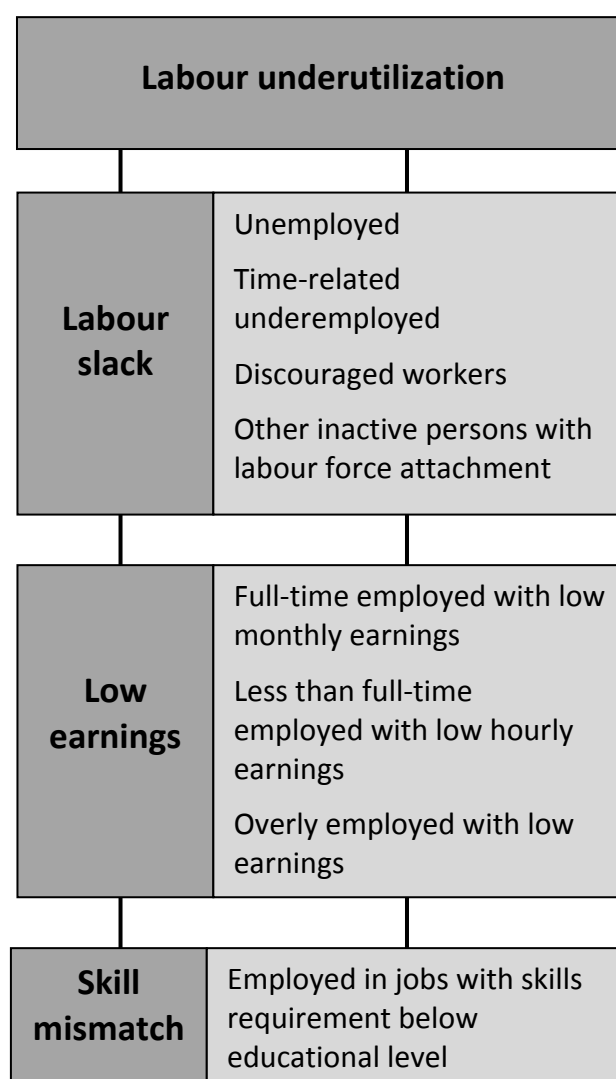 Labour underutilization
Labour
slack
Unemployed
Time-related
underemployed
Discouraged workers
Other inactive persons with
labour force attachment
Low
earnings
Full-time employed with low
monthly earnings
Less than full-time
employed with low hourly
earnings
Overly employed with low
earnings
Skill
mismatch
Employed in jobs with skills
requirement below
educational level